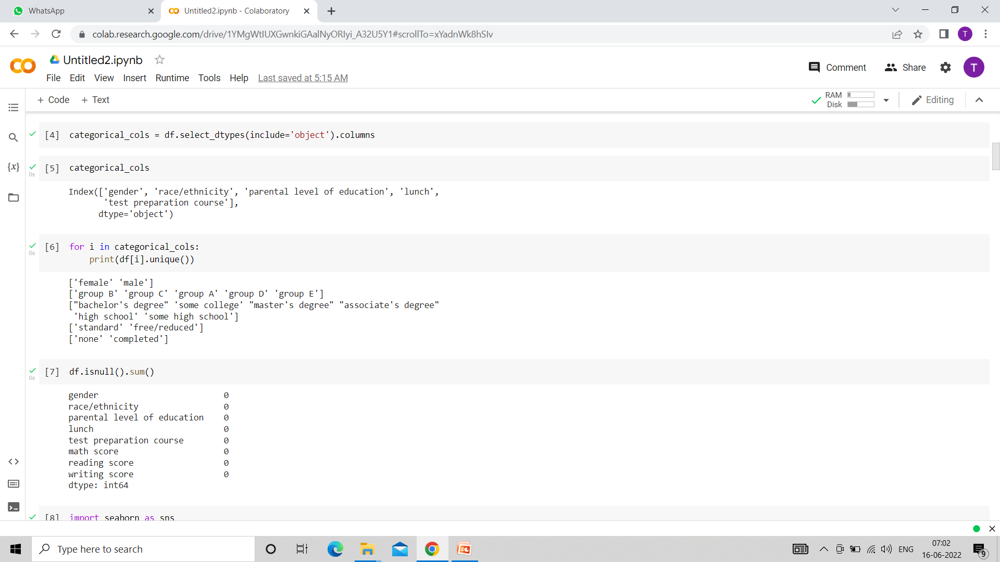 WhatsApp
Untitled2.ipynb - Colaboratory
colab.research.google.com/drive/1YMgWtIUXGwnkiGAalNyORIyi_A32U5Y1#scrollTo=xYadnWk8hSIv
T
Untitled2.ipynb
File Edit View Insert Runtime Tools Help Last saved at 5:15 AM
Comment Share T
+ Code + Text
RAM
Disk
Editing
[4] categorical_cols = df.select_dtypes(include='object').columns
{x}
0s
[5] categorical_cols
Index(['gender', 'race/ethnicity', 'parental level of education', 'lunch',
'test preparation course'],
dtype='object')
0s
[6] for i in categorical_cols:
print(df[i].unique())
['female' 'male']
['group B' 'group C' 'group A' 'group D' 'group E']
["bachelor's degree" 'some college' "master's degree" "associate's degree"
'high school' 'some high school']
['standard' 'free/reduced']
['none' 'completed']
0s
[7] df.isnull().sum()
gender 0
race/ethnicity 0
parental level of education 0
lunch 0
test preparation course 0
math score 0
reading score 0
writing score 0
dtype: int64
[8] import seaborn as sns
Type here to search
ENG
07:02
16-06-2022
9